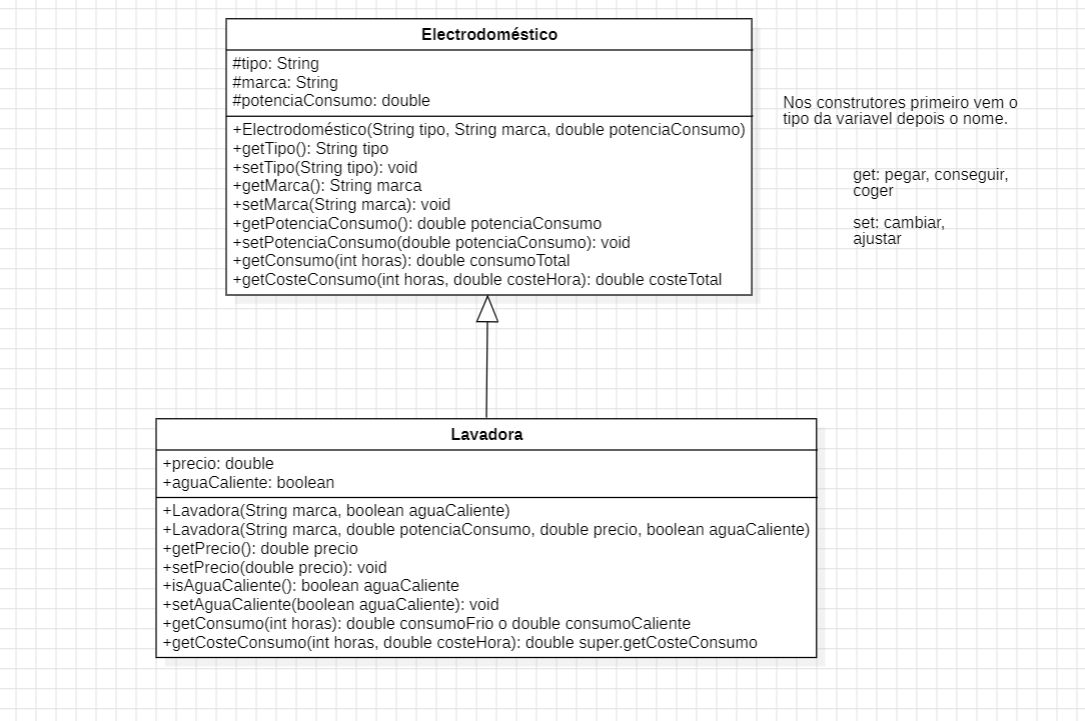 Electrodoméstico
#tipo: String
#marca: String
#potenciaConsumo: double
+Electrodoméstico(String tipo, String marca, double potenciaConsumo)
+getTipo(): String tipo
+setTipo(String tipo): void
+getMarca(): String marca
+setMarca(String marca): void
+getPotenciaConsumo(): double potenciaConsumo
+setPotenciaConsumo(double potenciaConsumo): void
+getConsumo(int horas): double consumoTotal
+getCosteConsumo(int horas, double costeHora): double costeTotal
Nos construtores primeiro vem o
tipo da variavel depois o nome.
get: pegar, conseguir,
coger
set: cambiar,
ajustar
Lavadora
+precio: double
+aguaCaliente: boolean
+Lavadora(String marca, boolean aguaCaliente)
+Lavadora(String marca, double potenciaConsumo, double precio, boolean aguaCaliente)
+getPrecio(): double precio
+setPrecio(double precio): void
+isAguaCaliente(): boolean aguaCaliente
+setAguaCaliente(boolean aguaCaliente): void
+getConsumo(int horas): double consumoFrio o double consumoCaliente
+getCosteConsumo(int horas, double costeHora): double super.getCosteConsumo